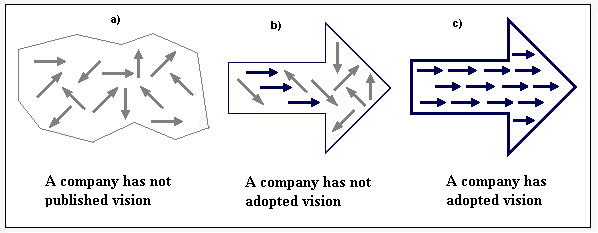 a)
b)
c)
A company has not
published vision
A company has not
adopted vision
A company has
adopted vision